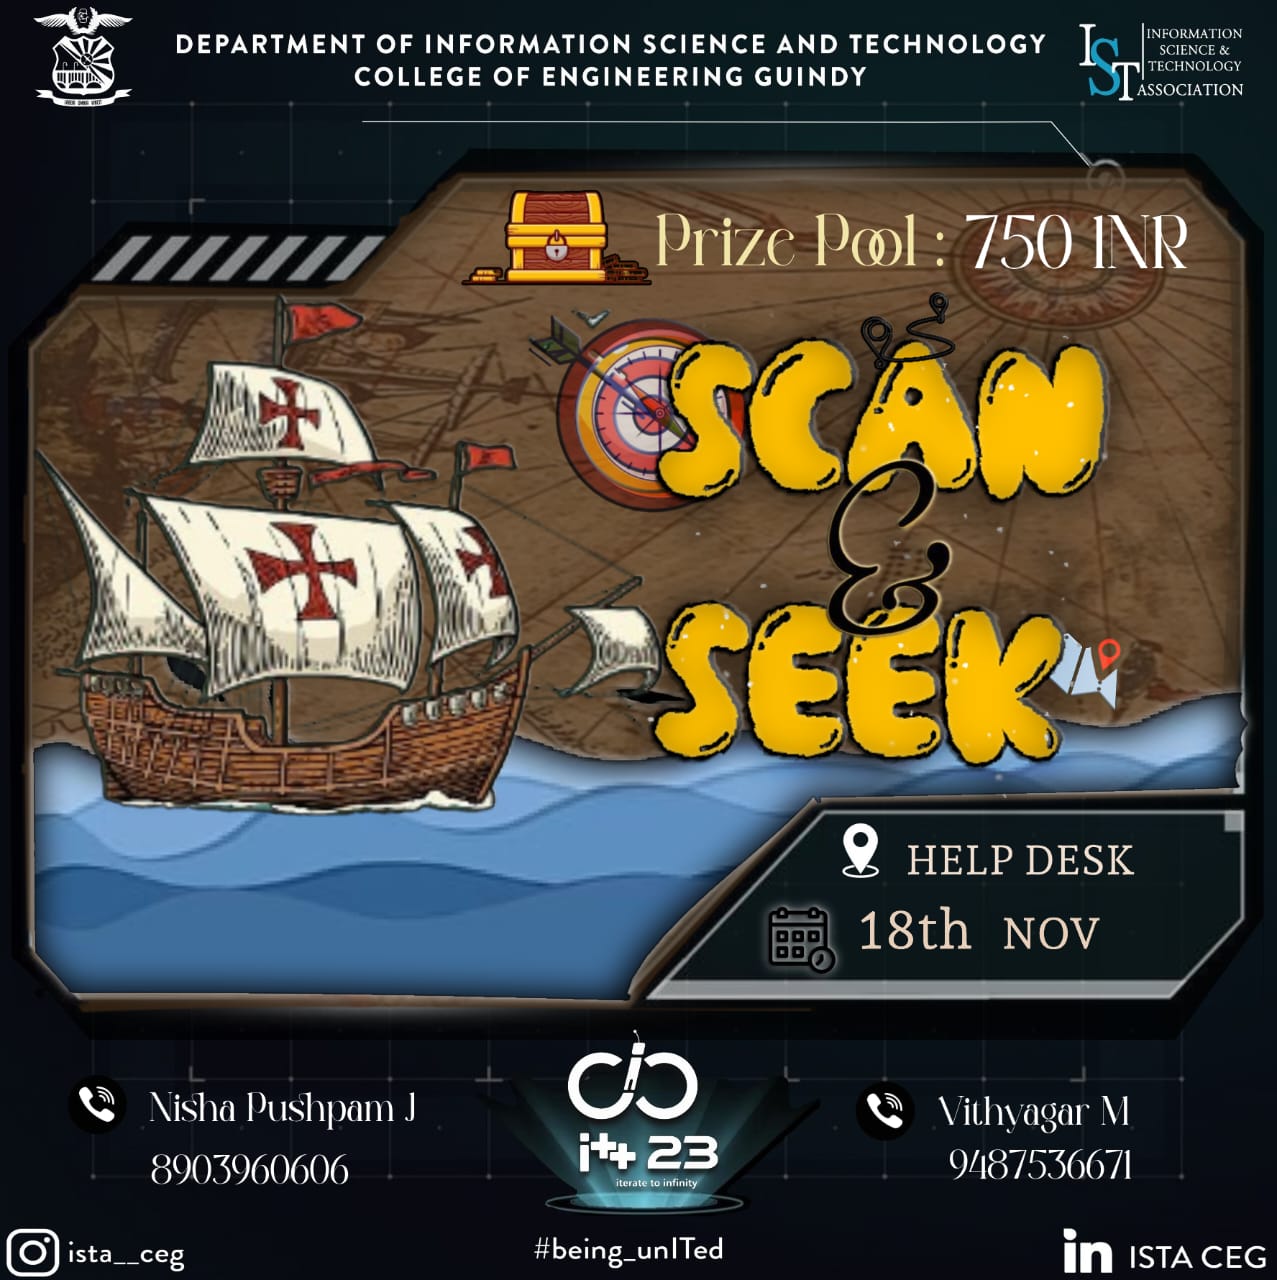 DEPARTMENT OF INFORMATION SCIENCE AND TECHNOLOGY
COLLEGE OF ENGINEERING GUINDY
IST
INFORMATION
SCIENCE &
TECHNOLOGY
ASSOCIATION
Prize Pool : 750 INR
SCAN
&
SEEK
HELP DESK
18th NOV
Nisha Pushpam J
8903960606
i++ 23
iterate to infinity
Vithyagar M
9487536671
ista__ceg
#being_unITed
in ISTA CEG